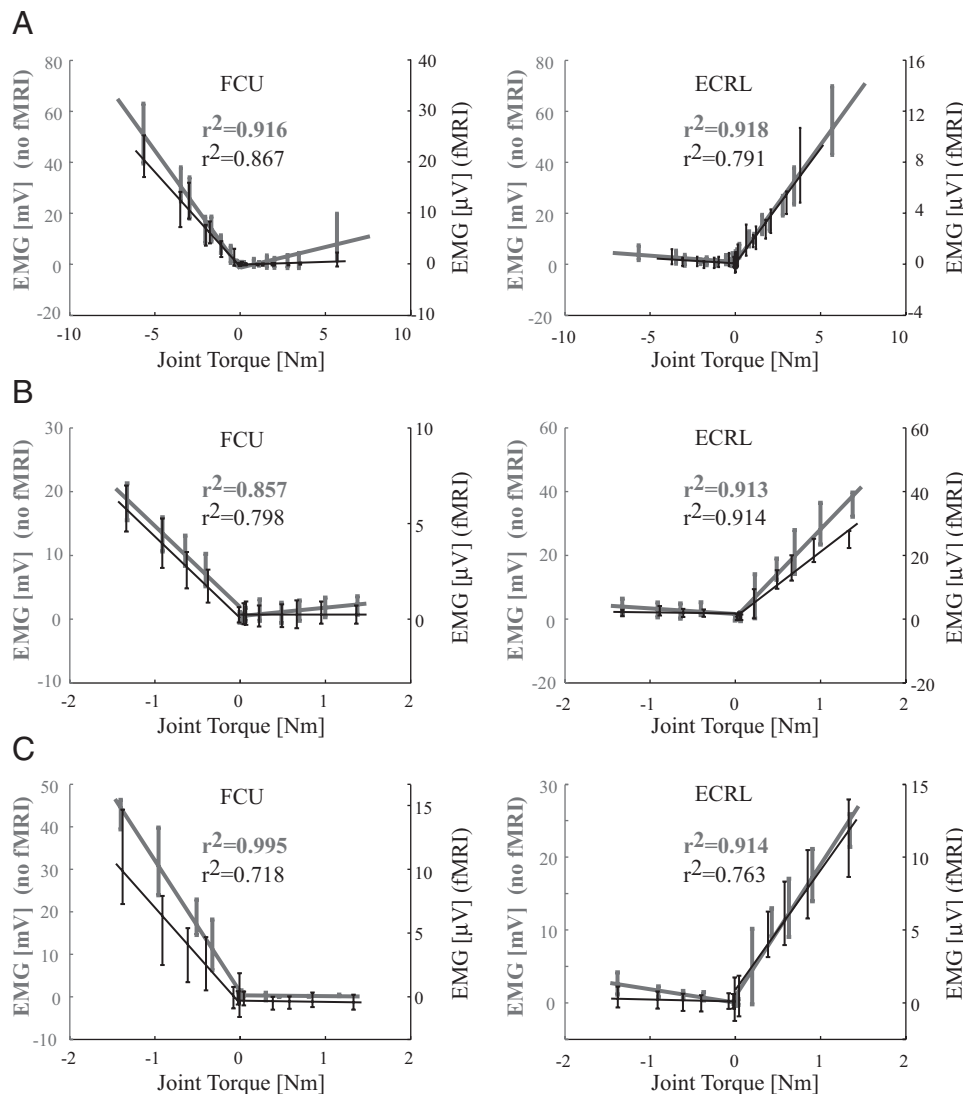 A
FCU
r²=0.916
r²=0.867
EMG [mV] (no fMRI)
80
60
40
20
0
-20
EMG [µV] (fMRI)
40
30
20
10
0
10
-10
-5
0
5
10
Joint Torque [Nm]
ECRL
r²=0.918
r²=0.791
EMG [mV] (no fMRI)
80
60
40
20
0
-20
EMG [µV] (fMRI)
16
12
8
4
0
-4
-10
-5
0
5
10
Joint Torque [Nm]
B
FCU
r²=0.857
r²=0.798
EMG [mV] (no fMRI)
30
20
10
0
-10
EMG [µV] (fMRI)
10
5
0
-2
-1
0
1
2
Joint Torque [Nm]
ECRL
r²=0.913
r²=0.914
EMG [mV] (no fMRI)
60
40
20
0
-20
EMG [µV] (fMRI)
60
40
20
0
-20
-2
-1
0
1
2
Joint Torque [Nm]
C
FCU
r²=0.995
r²=0.718
EMG [mV] (no fMRI)
50
40
30
20
10
0
-10
EMG [µV] (fMRI)
15
10
5
0
-2
-1
0
1
2
Joint Torque [Nm]
ECRL
r²=0.914
r²=0.763
EMG [mV] (no fMRI)
30
20
10
0
EMG [µV] (fMRI)
15
10
5
0
-2
-1
0
1
2
Joint Torque [Nm]